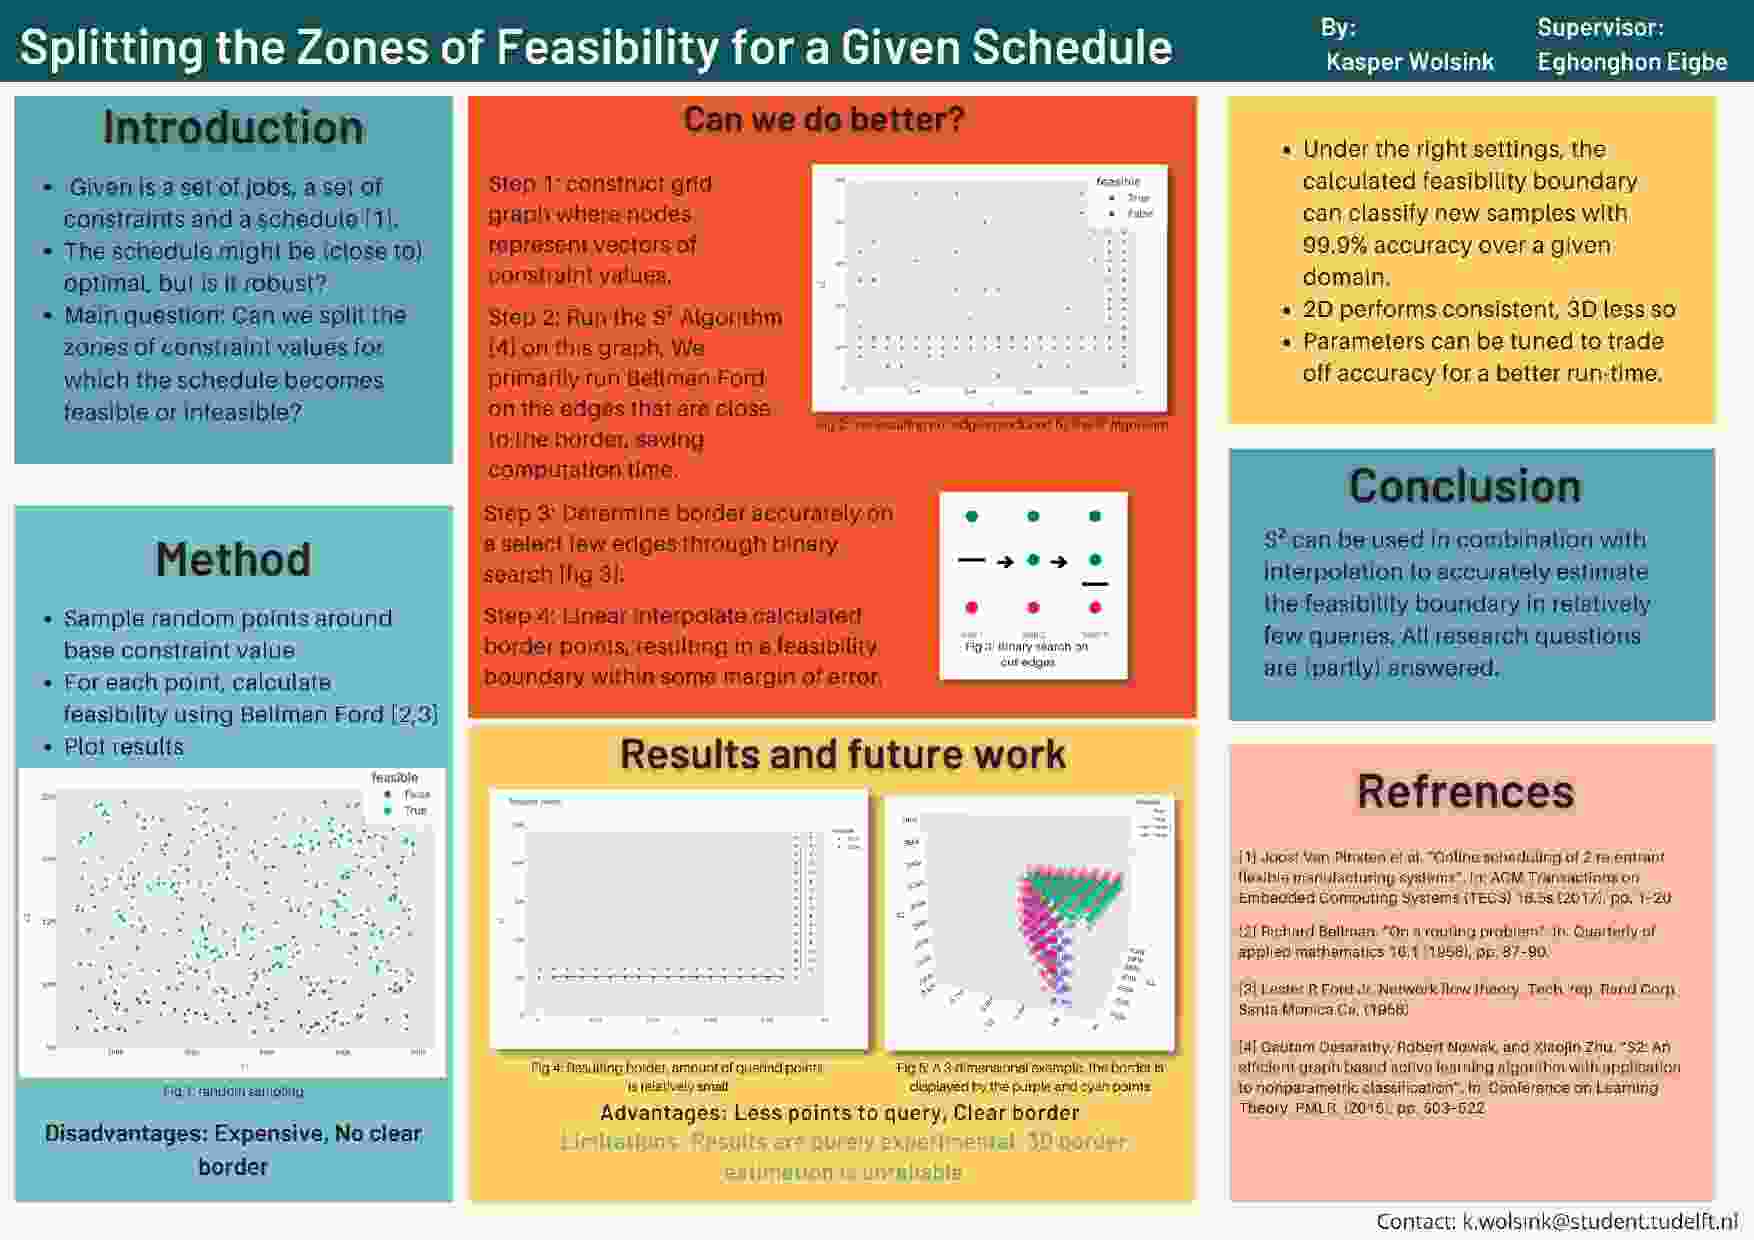 Splitting the Zones of Feasibility for a Given Schedule
By:
Kasper Wolsink
Supervisor:
Eghonghon Eigbe
Introduction
• Given is a set of jobs, a set of
constraints and a schedule [1].
• The schedule might be (close to)
optimal, but is it robust?
• Main question: Can we split the
zones of constraint values for
which the schedule becomes
feasible or infeasible?
Method
• Sample random points around
base constraint value
• For each point, calculate
feasibility using Bellman Ford [2,3]
• Plot results
feasible
False
True
Fig 1: random sampling
Disadvantages: Expensive, No clear
border
Can we do better?
Step 1: construct grid
graph where nodes
represent vectors of
constraint values.
Step 2: Run the S² Algorithm
[4] on this graph. We
primarily run Bellman Ford
on the edges that are close
to the border, saving
computation time.
feasible
True
False
Fig 2: cut edges produced by the S² Algorithm
Step 3: Determine border accurately on
a select few edges through binary
search [fig 3].
Step 4: Linear interpolate calculated
border points, resulting in a feasibility
boundary within some margin of error.
Fig 3: Binary search on
cut edges
Results and future work
Fig 4: Resulting border, amount of queried points
is relatively small
Fig 5: A 3 dimensional example, the border is
displayed by the purple and cyan points
Advantages: Less points to query, Clear border
Limitations: Results are purely experimental, 3D border
estimation is unreliable
• Under the right settings, the
calculated feasibility boundary
can classify new samples with
99.9% accuracy over a given
domain.
• 2D performs consistent, 3D less so
• Parameters can be tuned to trade
off accuracy for a better run-time.
Conclusion
S² can be used in combination with
interpolation to accurately estimate
the feasibility boundary in relatively
few queries. All research questions
are (partly) answered.
Refrences
[1] Joost Van Pinxten et al. "Online scheduling of 2 re-entrant
flexible manufacturing systems". In: ACM Transactions on
Embedded Computing Systems (TECS) 16.5s (2017), pp. 1-20
[2] Richard Bellman. "On a routing problem". In: Quarterly of
applied mathematics 16.1 (1958), pp. 87-90.
[3] Lester R Ford Jr. Network flow theory. Tech. rep. Rand Corp
Santa Monica Ca, (1956)
[4] Gautam Dasarathy, Robert Nowak, and Xiaojin Zhu. "S2: An
efficient graph based active learning algorithm with application
to nonparametric classification". In: Conference on Learning
Theory. PMLR. (2015), pp. 503-522
Contact: k.wolsink@student.tudelft.nl